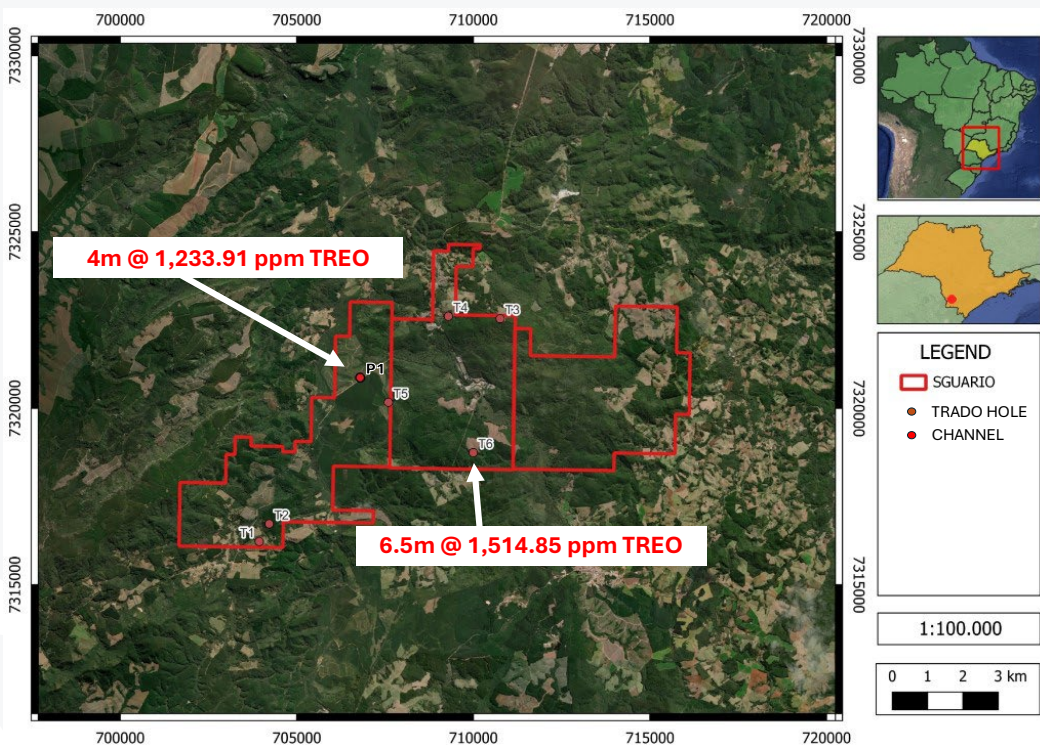 700000 705000 710000 715000 720000
7330000 7330000
7325000 7325000
4m @ 1,233.91 ppm TREO
T4 T3
P1
7320000 T5 7320000
T6
T2
T1
6.5m @ 1,514.85 ppm TREO
7315000 7315000
700000 705000 710000 715000 720000
LEGEND
SGUARIO
TRADO HOLE
CHANNEL
1:100.000
0 1 2 3 km